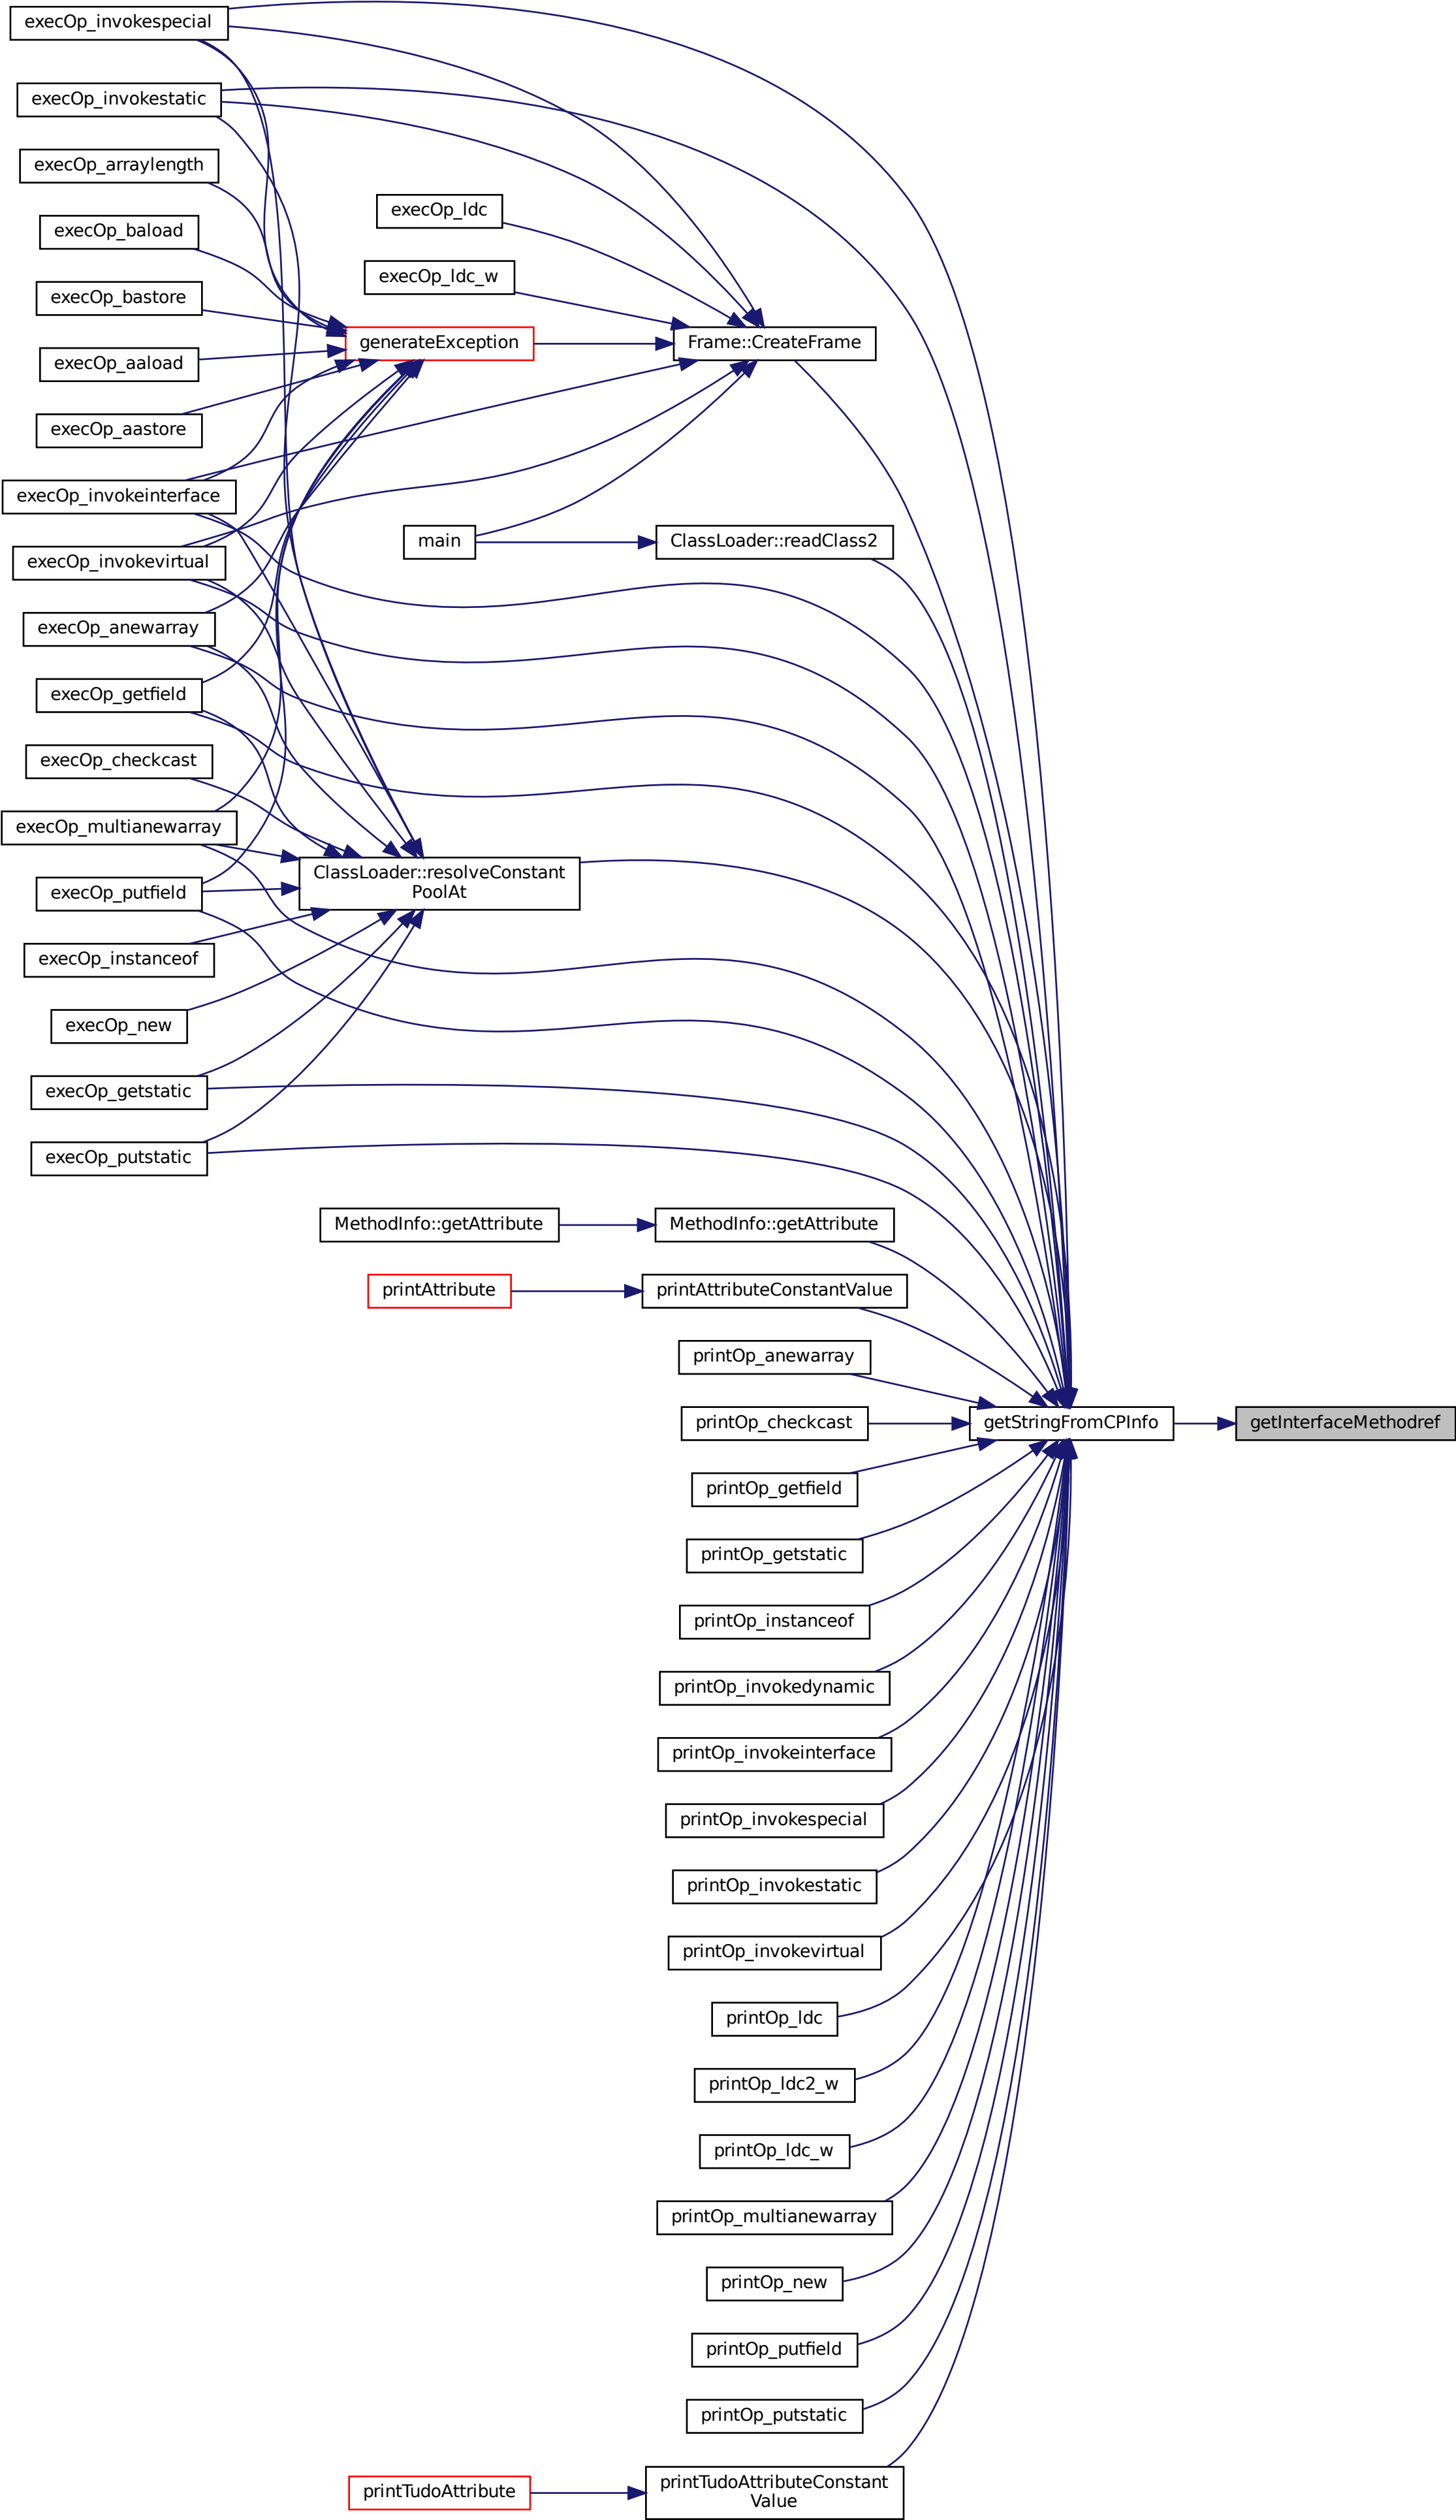 execOp_invokespecial
execOp_invokestatic
execOp_arraylength
execOp_baload
execOp_bastore
execOp_aaload
execOp_aastore
execOp_invokeinterface
execOp_invokevirtual
execOp_anewarray
execOp_getfield
execOp_checkcast
execOp_multianewarray
execOp_putfield
execOp_instanceof
execOp_new
execOp_getstatic
execOp_putstatic
execOp_ldc
execOp_ldc_w
generateException
main
ClassLoader::resolveConstant
PoolAt
MethodInfo::getAttribute
printAttribute
printTudoAttribute
Frame::CreateFrame
ClassLoader::readClass2
MethodInfo::getAttribute
printAttributeConstantValue
printOp_anewarray
printOp_checkcast
printOp_getfield
printOp_getstatic
printOp_instanceof
printOp_invokedynamic
printOp_invokeinterface
printOp_invokespecial
printOp_invokestatic
printOp_invokevirtual
printOp_ldc
printOp_ldc2_w
printOp_ldc_w
printOp_multianewarray
printOp_new
printOp_putfield
printOp_putstatic
printTudoAttributeConstant
Value
getStringFromCPInfo
getInterfaceMethodref